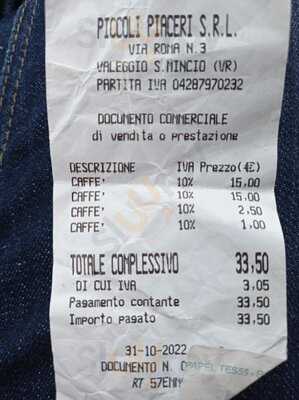 PICCOLI PIACERI S.R.L.
VIA ROMA N.3
VALEGGIO S.MINCIO (VR)
PARTITA IVA 04287970232
DOCUMENTO COMMERCIALE
di vendita o prestazione
DESCRIZIONE IVA Prezzo(€)
CAFFE' 10% 15,00
CAFFE' 10% 15,00
CAFFE' 10% 2,50
CAFFE' 10% 1,00
TOTALE COMPLESSIVO 33,50
DI CUI IVA 3,05
Pagamento contante 33,50
Importo pagato 33,50
31-10-2022
DOCUMENTO N.
RT